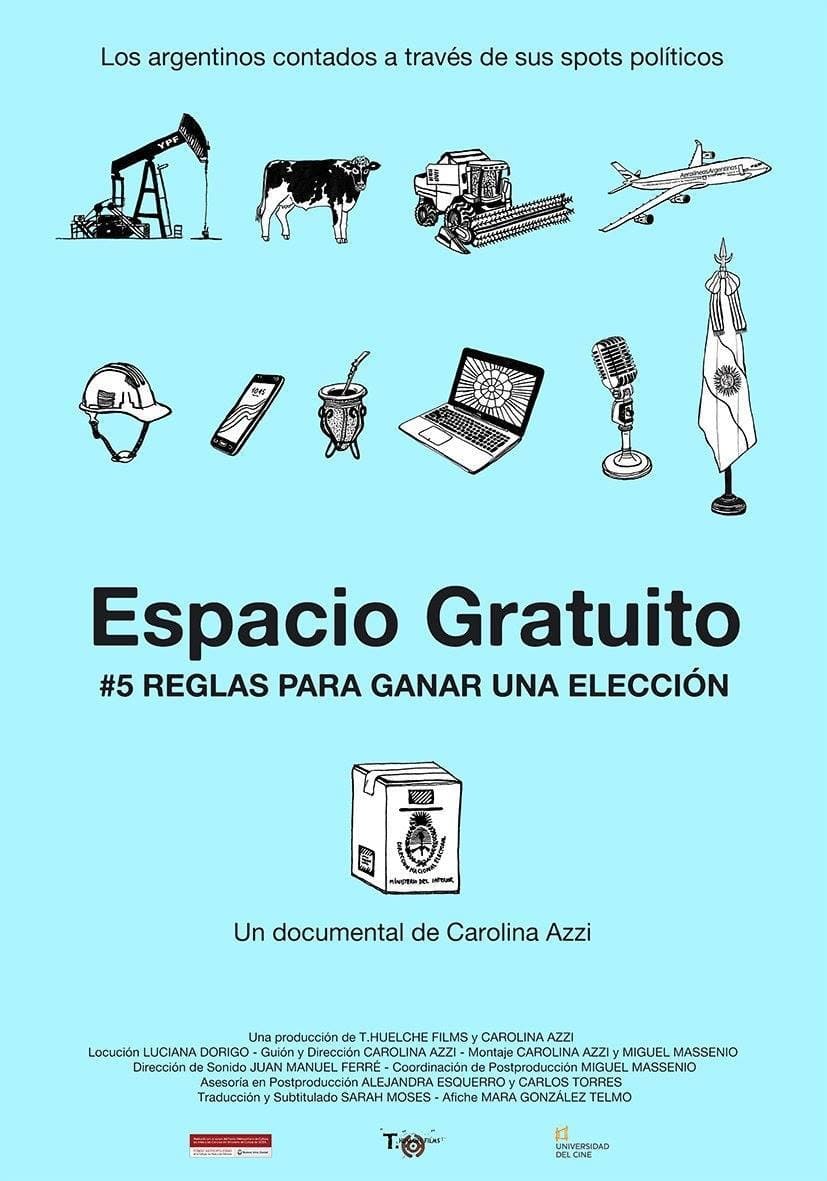 Los argentinos contados a través de sus spots políticos
YPF
Aerolíneas Argentinas
Espacio Gratuito
#5 REGLAS PARA GANAR UNA ELECCIÓN
DIRECCIÓN NACIONAL ELECTORAL
MINISTERIO DEL INTERIOR
Un documental de Carolina Azzi
Una producción de T.HUELCHE FILMS y CAROLINA AZZI
Locución LUCIANA DORIGO - Guión y Dirección CAROLINA AZZI - Montaje CAROLINA AZZI y MIGUEL MASSENIO
Dirección de Sonido JUAN MANUEL FERRÉ - Coordinación de Postproducción MIGUEL MASSENIO
Asesoría en Postproducción ALEJANDRA ESQUERRO y CARLOS TORRES
Traducción y Subtitulado SARAH MOSES - Afiche MARA GONZÁLEZ TELMO
UNIVERSIDAD
DEL CINE